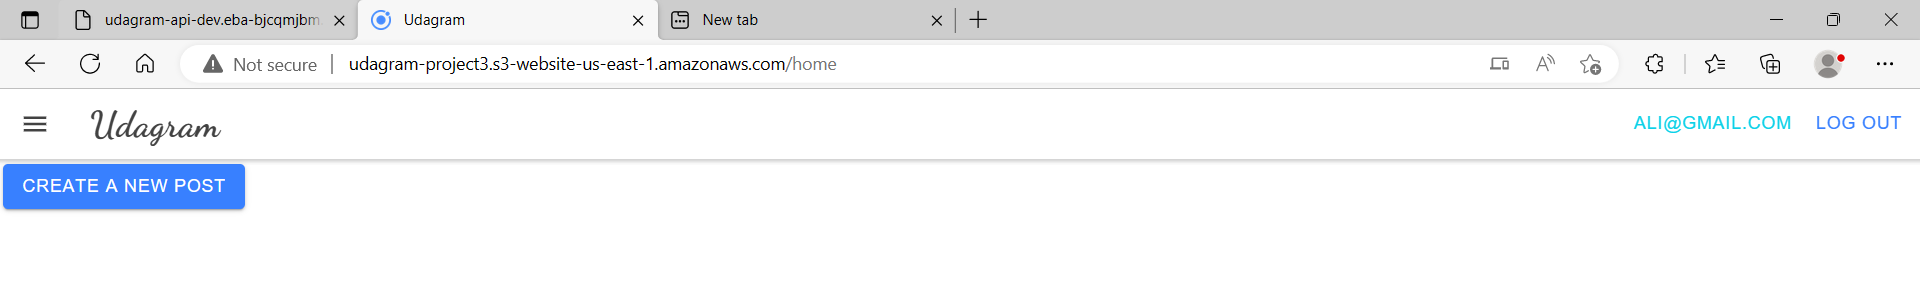 udagram-api-dev.eba-bjcqmjbm
Udagram
New tab
Not secure
udagram-project3.s3-website-us-east-1.amazonaws.com/home
Udagram
ALI@GMAIL.COM
LOG OUT
CREATE A NEW POST